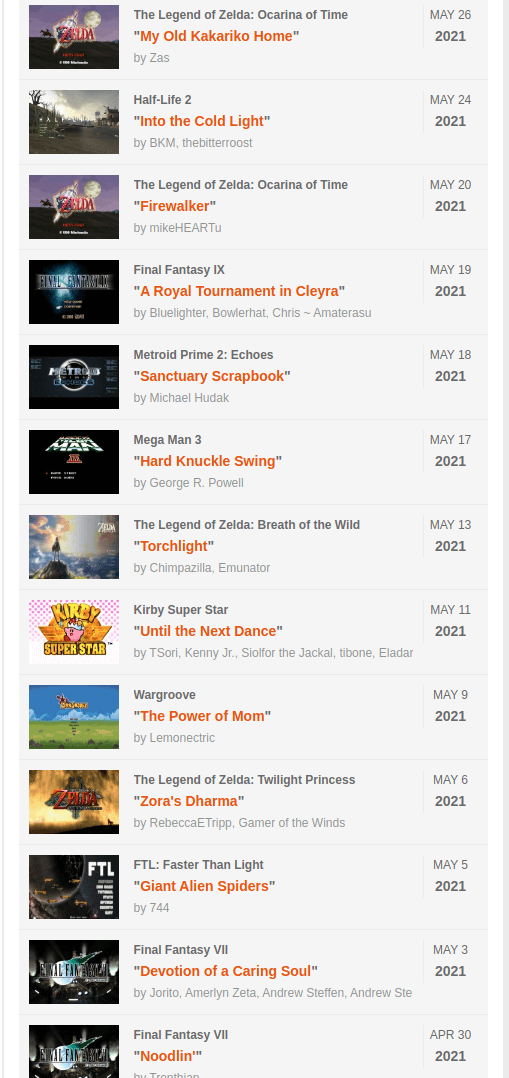 The Legend of Zelda: Ocarina of Time
MAY 26
"My Old Kakariko Home"
2021
by Zas
Half-Life 2
MAY 24
"Into the Cold Light"
2021
by BKM, thebitterroost
The Legend of Zelda: Ocarina of Time
MAY 20
"Firewalker"
2021
by mikeHEARTu
Final Fantasy IX
MAY 19
"A Royal Tournament in Cleyra"
2021
by Bluelighter, Bowlerhat, Chris ~ Amaterasu
Metroid Prime 2: Echoes
MAY 18
"Sanctuary Scrapbook"
2021
by Michael Hudak
Mega Man 3
MAY 17
"Hard Knuckle Swing"
2021
by George R. Powell
The Legend of Zelda: Breath of the Wild
MAY 13
"Torchlight"
2021
by Chimpazilla, Emunator
KIRBY
SUPER STAR
Kirby Super Star
MAY 11
"Until the Next Dance"
2021
by TSori, Kenny Jr., Siolfor the Jackal, tibone, Eladar
Wargroove
MAY 9
"The Power of Mom"
2021
by Lemonectric
ZELDA
The Legend of Zelda: Twilight Princess
MAY 6
"Zora's Dharma"
2021
by RebeccaETripp, Gamer of the Winds
FTL
FTL: Faster Than Light
MAY 5
"Giant Alien Spiders"
2021
by 744
Final Fantasy VII
MAY 3
"Devotion of a Caring Soul"
2021
by Jorito, Amerlyn Zeta, Andrew Steffen, Andrew Ste
Final Fantasy VII
APR 30
"Noodlin'"
2021